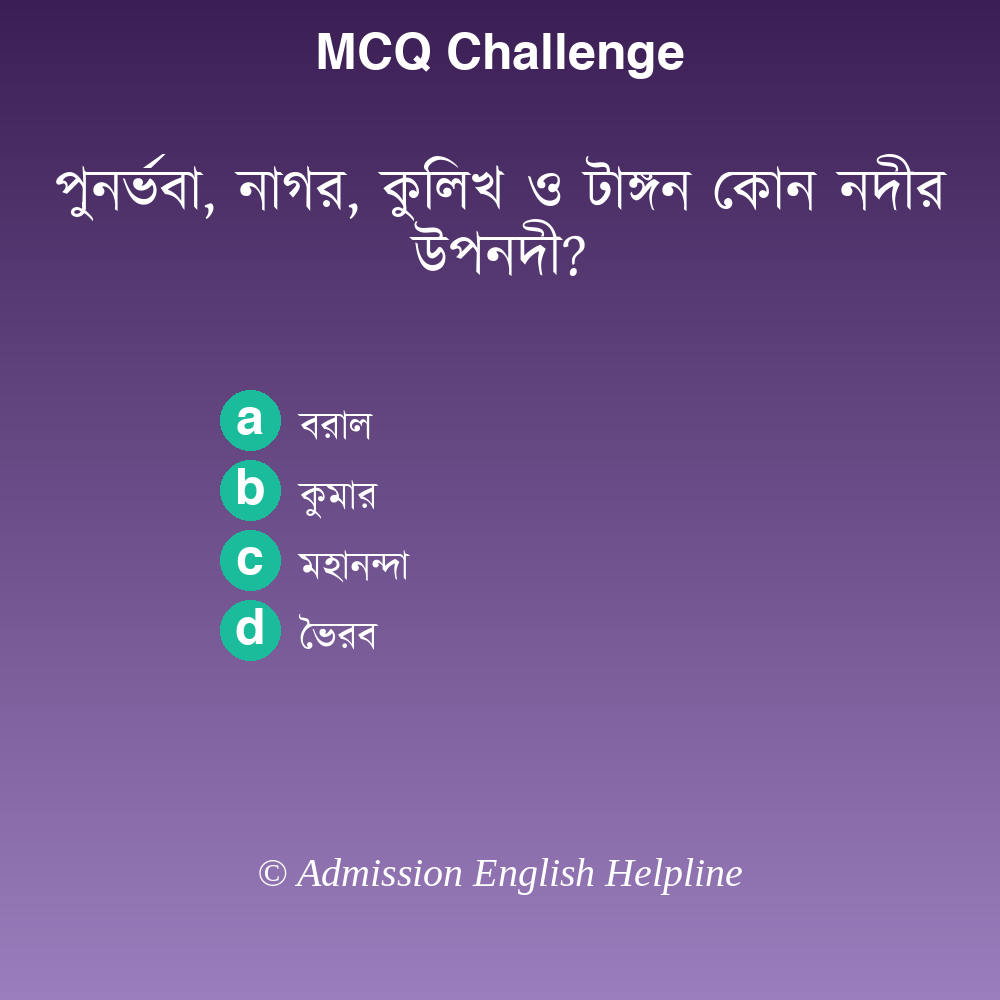 MCQ Challenge
পুনর্ভবা, নাগর, কুলিখ ও টাঙ্গন কোন নদীর
উপনদী?
a বরাল
b কুমার
c মহানন্দা
d ভৈরব
© Admission English Helpline